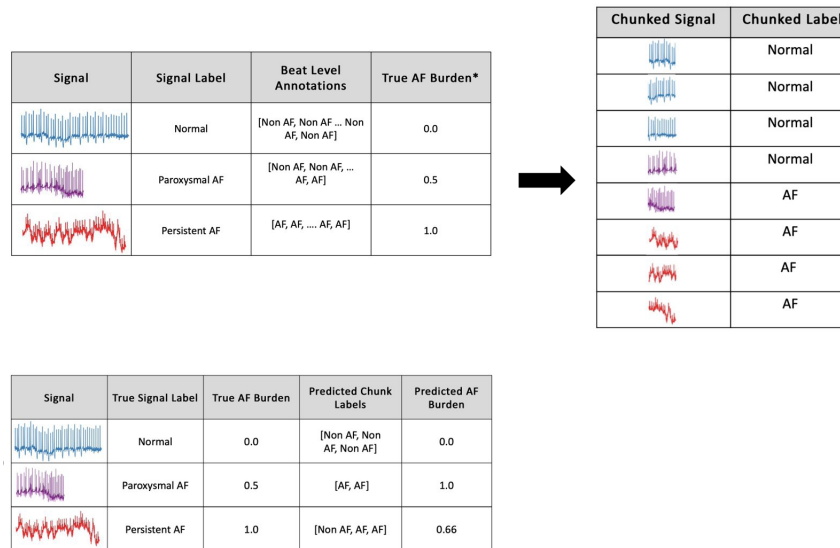 Signal Signal Label Beat Level Annotations True AF Burden*
Normal [Non AF, Non AF ... Non AF, Non AF] 0.0
Paroxysmal AF [Non AF, Non AF, ... AF, AF] 0.5
Persistent AF [AF, AF, .... AF, AF] 1.0
Chunked Signal Chunked Label
Normal
Normal
Normal
Normal
AF
AF
AF
AF
Signal True Signal Label True AF Burden Predicted Chunk Labels Predicted AF Burden
Normal 0.0 [Non AF, Non AF, Non AF] 0.0
Paroxysmal AF 0.5 [AF, AF] 1.0
Persistent AF 1.0 [Non AF, AF, AF] 0.66